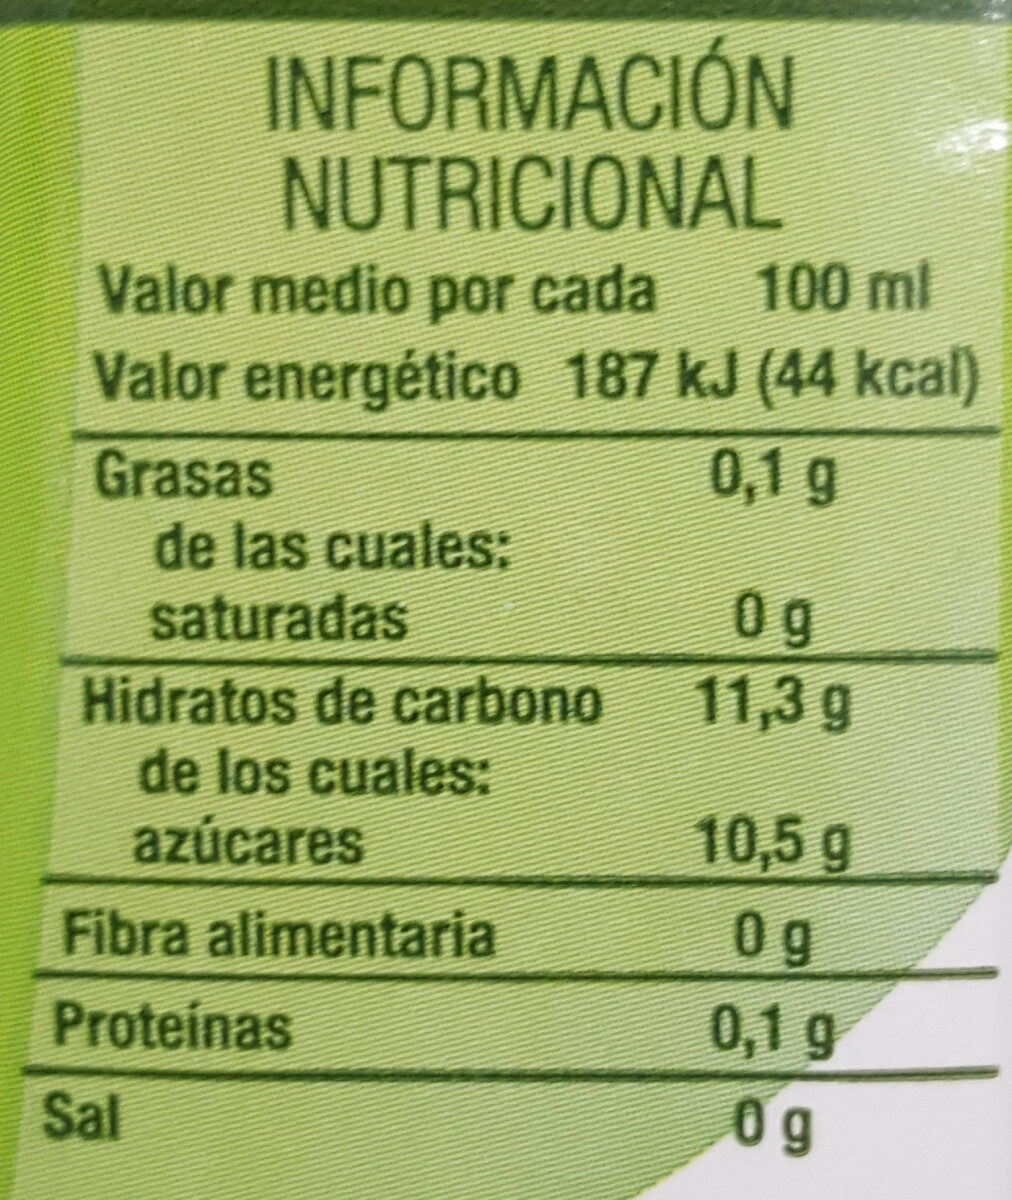 INFORMACIÓN
NUTRICIONAL
Valor medio por cada 100 ml
Valor energético 187 kJ (44 kcal)
Grasas 0,1 g
de las cuales:
saturadas 0 g
Hidratos de carbono 11,3 g
de los cuales:
azúcares 10,5 g
Fibra alimentaria 0 g
Proteínas 0,1 g
Sal 0 g